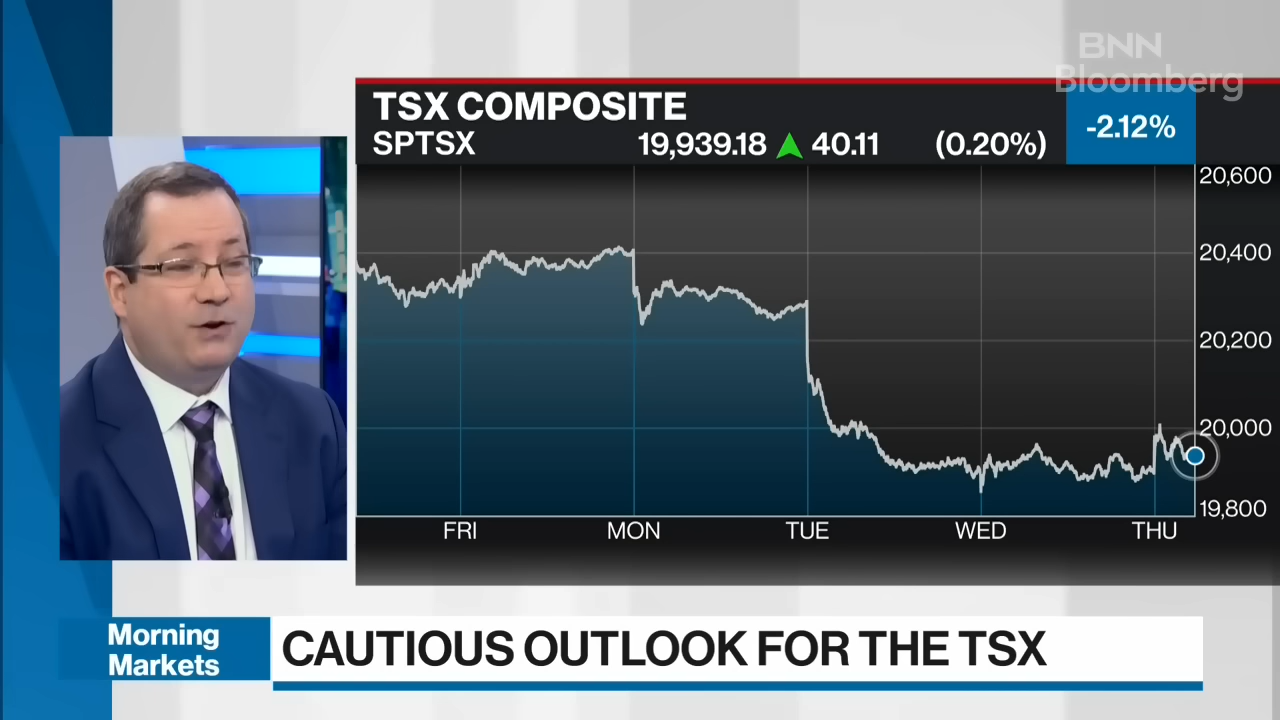 BNN
Bloomberg
TSX COMPOSITE
SPTSX 19,939.18 ▲ 40.11 (0.20%) -2.12%
20,600
20,400
20,200
20,000
19,800
FRI MON TUE WED THU
Morning
Markets
CAUTIOUS OUTLOOK FOR THE TSX